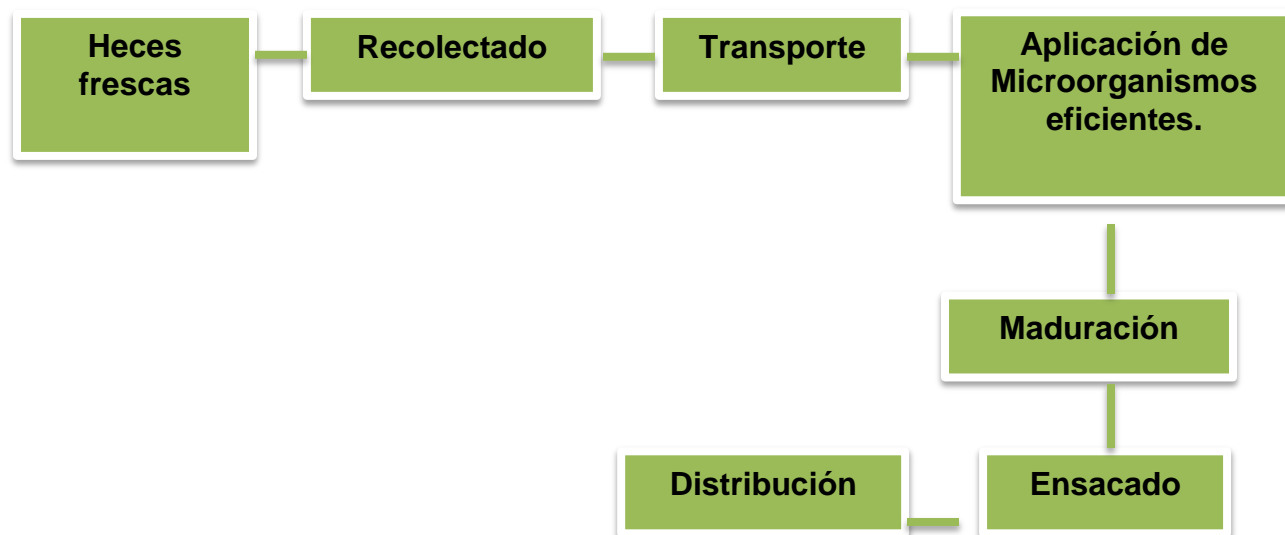 Heces
frescas
Recolectado
Transporte
Aplicación de
Microorganismos
eficientes.
Maduración
Ensacado
Distribución